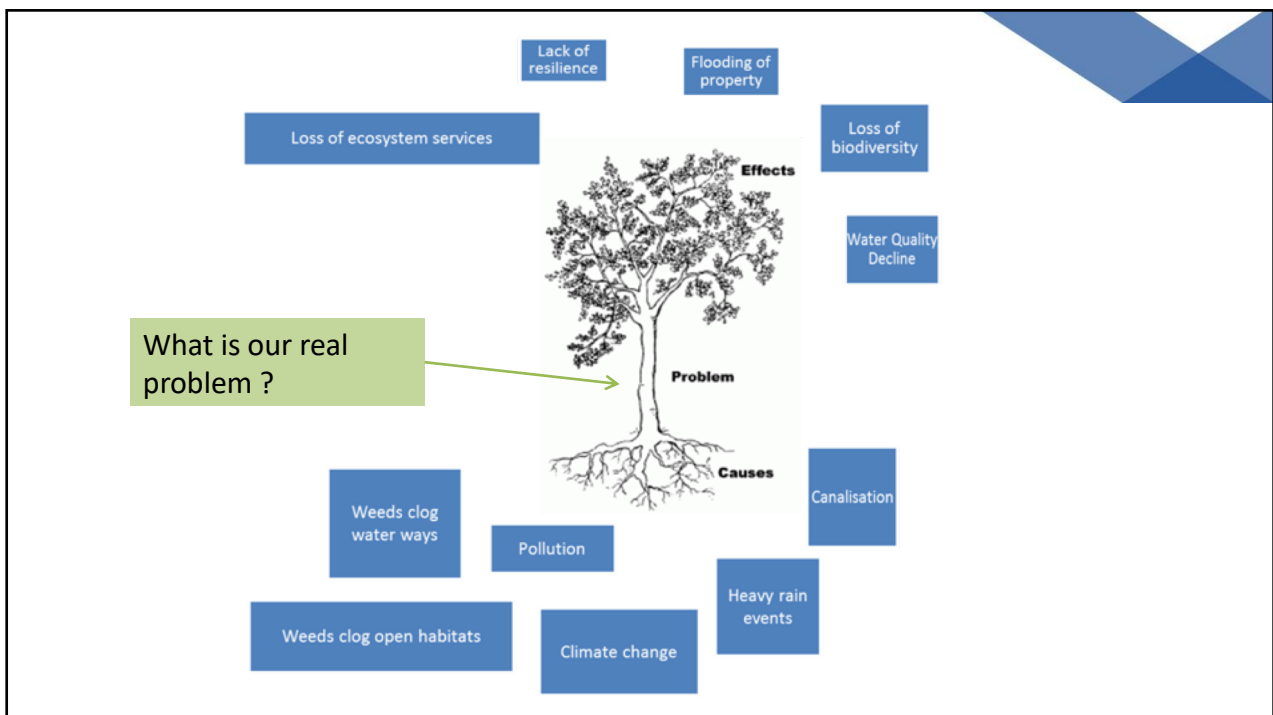 Lack of
resilience
Flooding of
property
Loss of ecosystem services
Loss of
biodiversity
Effects
Water Quality
Decline
What is our real
problem ?
Problem
Causes
Canalisation
Weeds clog
water ways
Pollution
Heavy rain
events
Weeds clog open habitats
Climate change